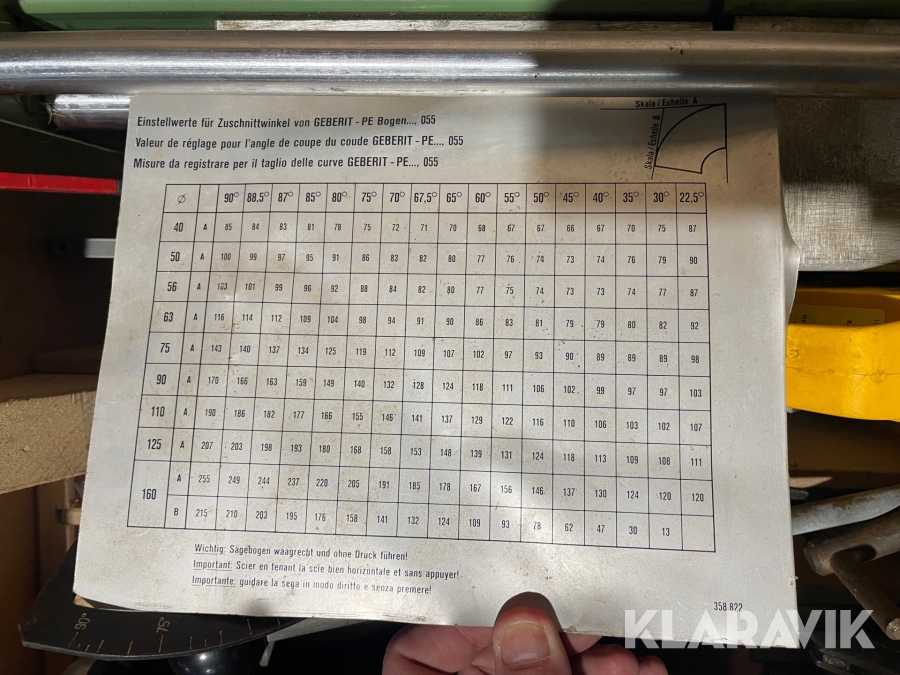 Skala/Echelle A
Skala/Echelle B
Einstellwerte für Zuschnittwinkel von GEBERIT - PE Bogen..., 055
Valeur de réglage pour l'angle de coupe du coude GEBERIT - PE..., 055
Misure da registrare per il taglio delle curve GEBERIT - PE..., 055
∅ 90° 88,5° 87° 85° 80° 75° 70° 67,5° 65° 60° 55° 50° 45° 40° 35° 30° 22,5°
40 A 85 84 83 81 78 75 72 71 70 68 67 67 66 67 70 75 87
50 A 100 99 97 95 91 86 83 82 80 77 76 74 73 74 76 79 90
56 A 103 101 99 96 92 88 84 82 80 77 75 74 73 73 74 77 87
63 A 116 114 112 109 104 98 94 91 90 86 83 81 79 79 80 82 92
75 A 143 140 137 134 125 119 112 109 107 102 97 93 90 89 89 89 98
90 A 170 166 163 159 149 140 132 128 124 118 111 106 102 99 97 97 103
110 A 190 186 182 177 166 155 146 141 137 129 122 116 110 106 103 102 107
125 A 207 203 198 193 180 168 158 153 148 139 131 124 118 113 109 108 111
160 A 255 249 244 237 220 205 191 185 178 167 156 146 137 130 124 120 120
B 215 210 203 195 176 158 141 132 124 109 93 78 62 47 30 13
Wichtig: Sägebogen waagrecht und ohne Druck führen!
Important: Scier en tenant la scie bien horizontale et sans appuyer!
Importante: guidare la sega in modo diritto e senza premere!
358.822
90° 75°
KLARAVIK